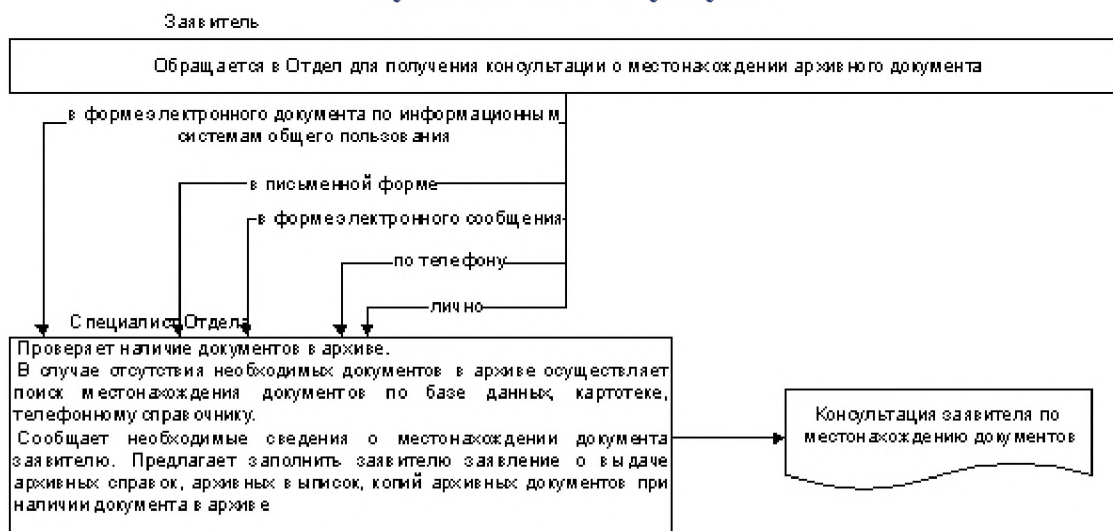 Заявитель
Обращается в Отдел для получения консультации о местонахождении архивного документа
в форме электронного документа по информационным
системам общего пользования
в письменной форме
в форме электронного сообщения
по телефону
лично
Специалист Отдела
Проверяет наличие документов в архиве.
В случае отсутствия необходимых документов в архиве осуществляет
поиск местонахождения документов по базе данных, картотеке,
телефонному справочнику.
Сообщает необходимые сведения о местонахождении документа
заявителю. Предлагает заполнить заявителю заявление о выдаче
архивных справок, архивных выписок, копий архивных документов при
наличии документа в архиве
Консультация заявителя по
местонахождению документов